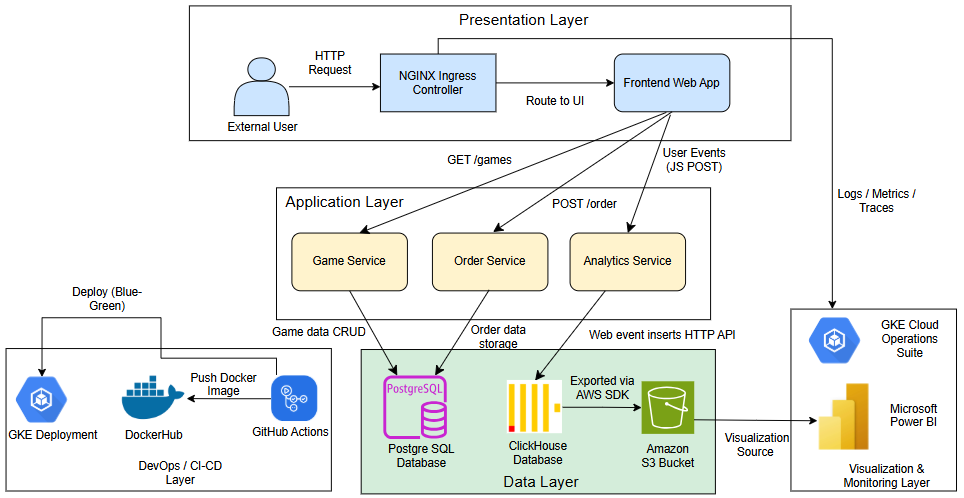 Presentation Layer
HTTP
Request
NGINX Ingress
Controller
Route to UI
Frontend Web App
External User
GET /games
User Events
(JS POST)
Logs / Metrics /
Traces
Application Layer
POST /order
Game Service
Order Service
Analytics Service
Deploy (Blue-
Green)
Game data CRUD
Order data
storage
Web event inserts HTTP API
GKE Cloud
Operations
Suite
Push Docker
Image
GKE Deployment
DockerHub
GitHub Actions
DevOps / CI-CD
Layer
PostgreSQL
Postgre SQL
Database
ClickHouse
Database
Exported via
AWS SDK
Amazon
S3 Bucket
Data Layer
Visualization
Source
Microsoft
Power BI
Visualization &
Monitoring Layer